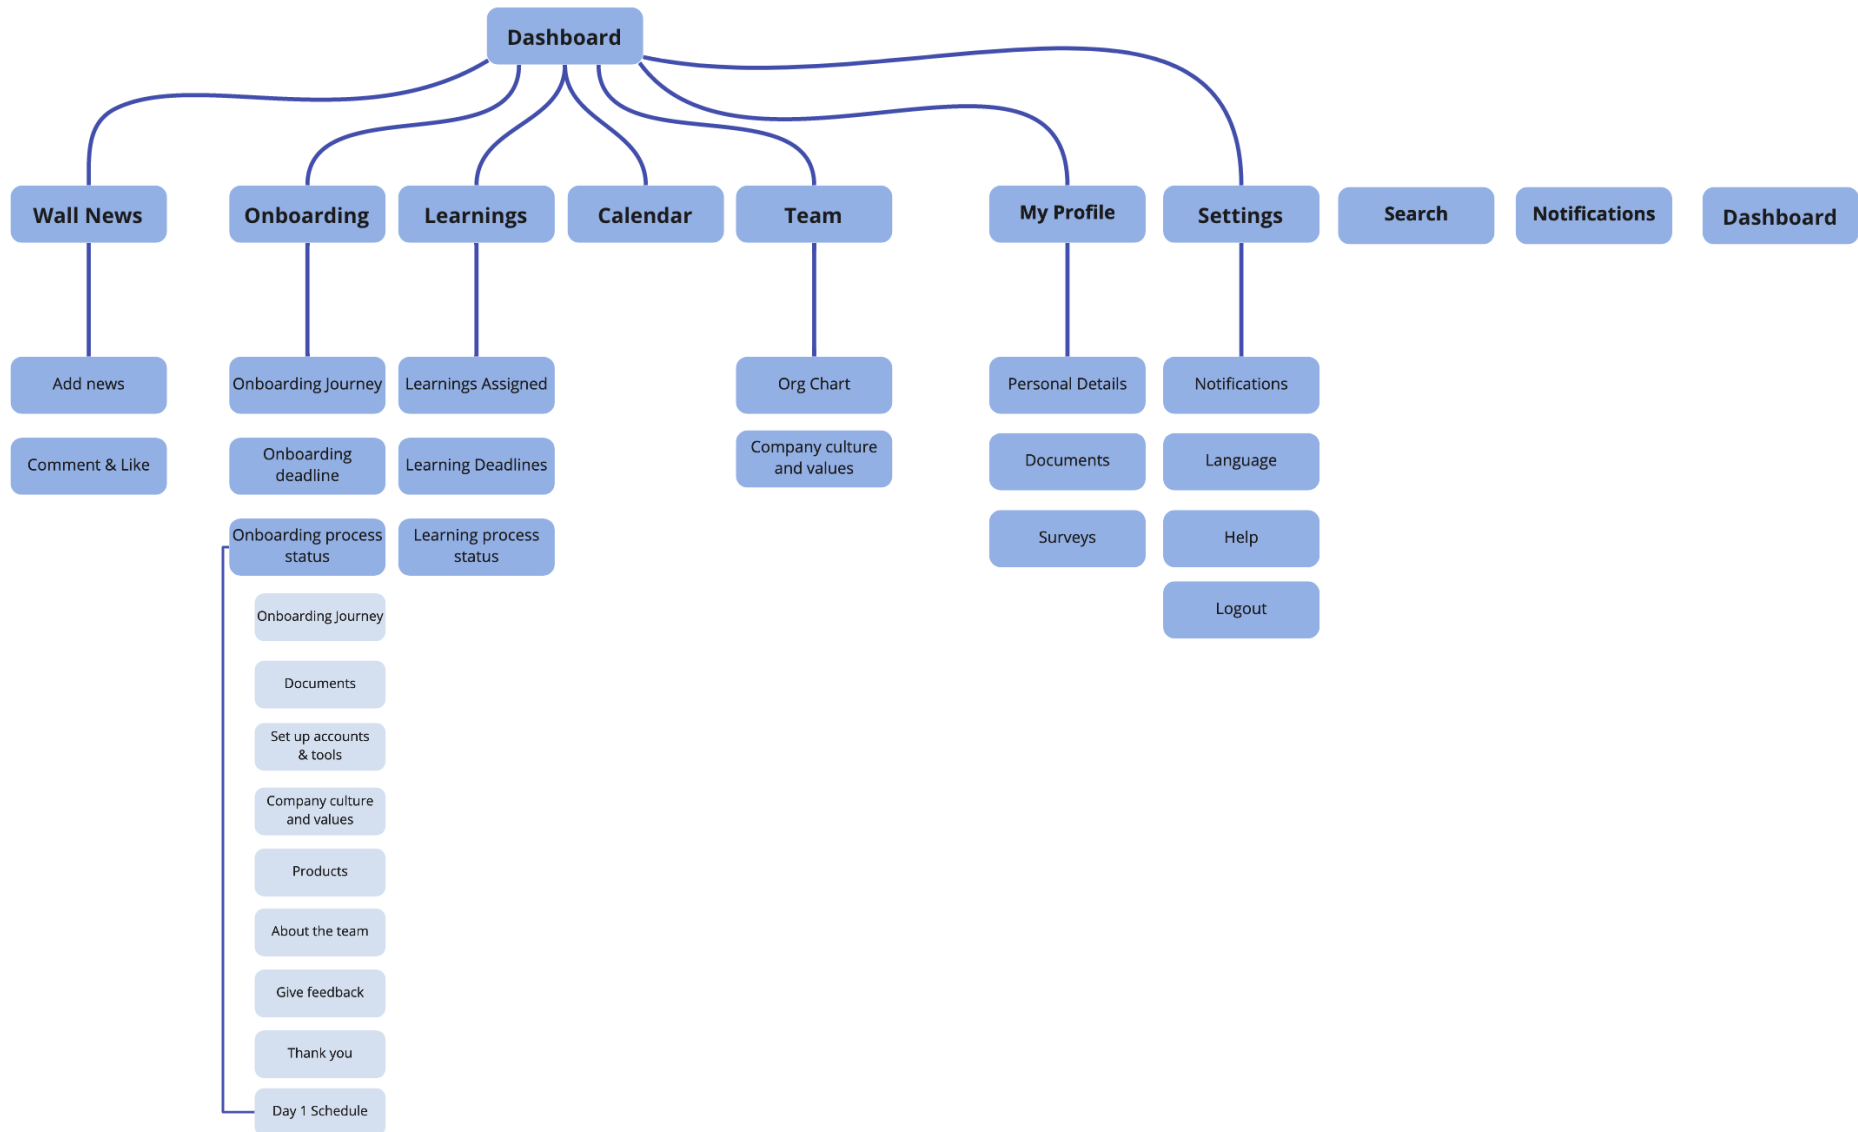 Dashboard
Wall News
Onboarding
Learnings
Calendar
Team
My Profile
Settings
Search
Notifications
Dashboard
Add news
Onboarding Journey
Learnings Assigned
Org Chart
Personal Details
Notifications
Comment & Like
Onboarding
deadline
Learning Deadlines
Company culture
and values
Documents
Language
Onboarding process
status
Learning process
status
Surveys
Help
Onboarding Journey
Logout
Documents
Set up accounts
& tools
Company culture
and values
Products
About the team
Give feedback
Thank you
Day 1 Schedule